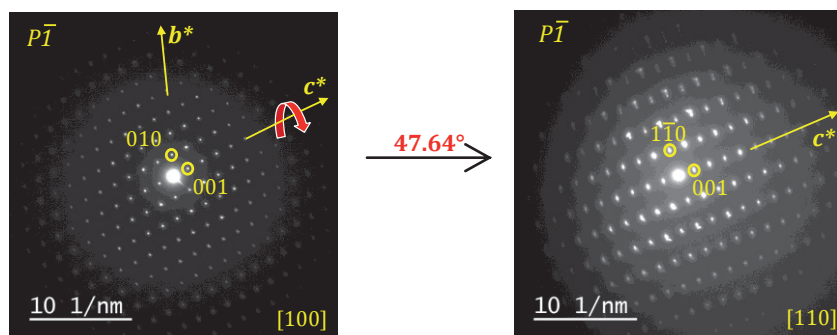 P1̅
b*
c*
010
001
10 1/nm
[100]
47.64°
P1̅
11̅0
c*
001
10 1/nm
[110]